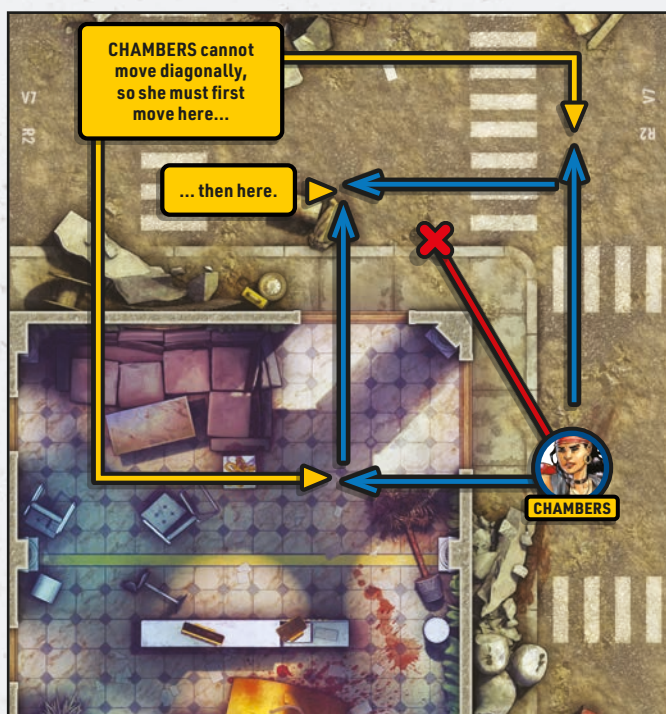 CHAMBERS cannot
move diagonally,
so she must first
move here...
... then here.
V7
R2
V7
R2
CHAMBERS